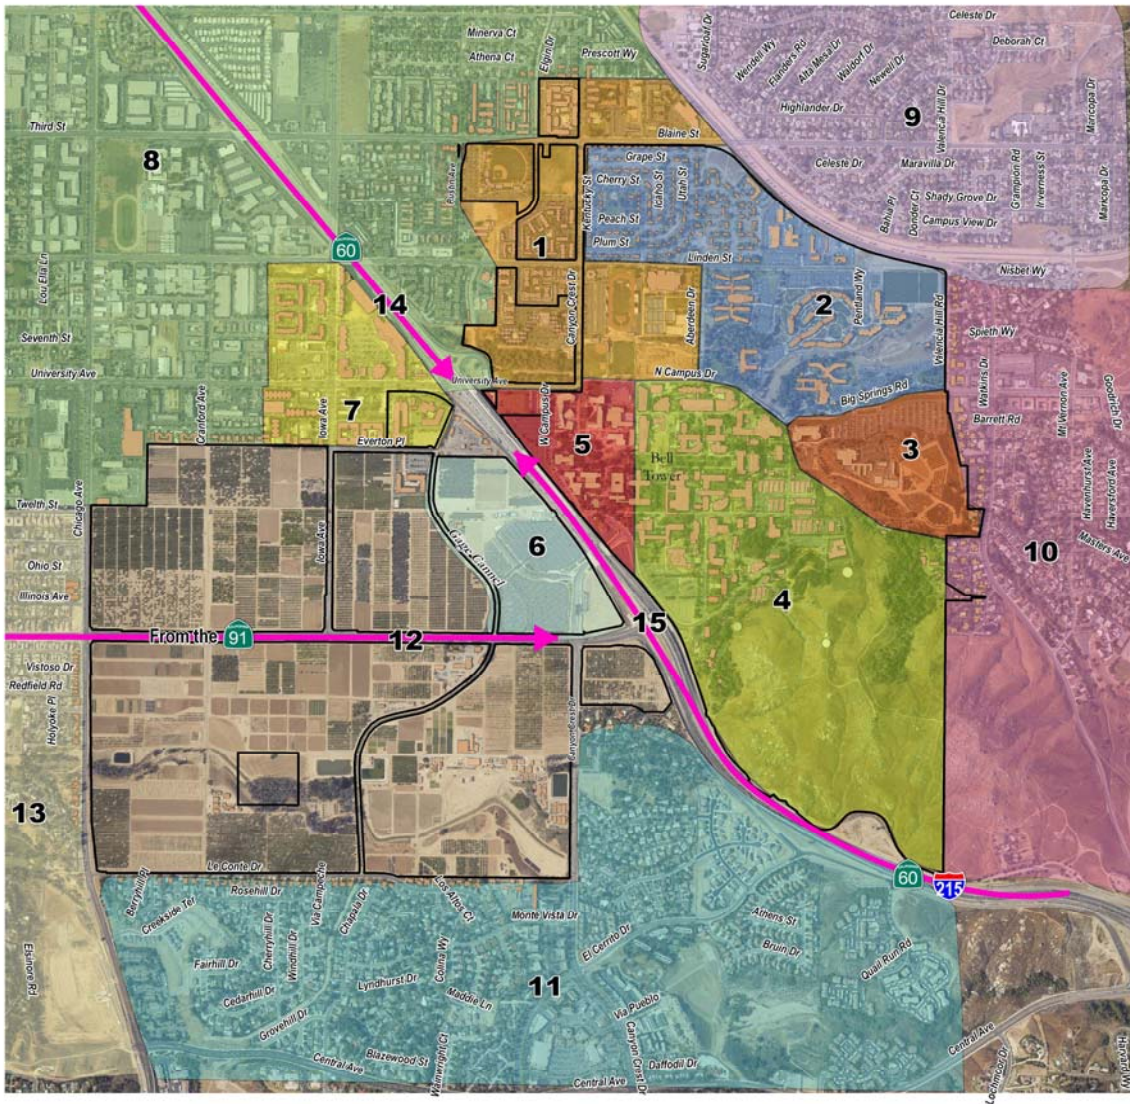 Celeste Dr
Minerva Ct
Athena Ct
Elgin Dr
Prescott Wy
Sugarloaf Dr
Wendell Wy
Flanders Rd
Alta Mesa Dr
Waldorf Dr
Newell Dr
Deborah Ct
Highlander Dr
Valencia Hill Dr
Maricopa Dr
9
Third St
8
Blaine St
Rustin Ave
Grape St
Cherry St
Idaho St
Utah St
Peach St
Plum St
Kentucky St
Linden St
Celeste Dr
Maravilla Dr
Grampion Rd
Inverness St
Maricopa Dr
Shady Grove Dr
Campus View Dr
Bahia Pl
Donder Ct
Nisbet Wy
60
1
Lou Ella Ln
14
Canyon Crest Dr
Aberdeen Dr
2
Pentland Wy
Valencia Hill Rd
Seventh St
University Ave
University Ave
N Campus Dr
Big Springs Rd
Spieth Wy
Watkins Dr
Barrett Rd
Mt Vernon Ave
Goodrich Dr
Cranford Ave
Iowa Ave
7
Everton Pl
W Campus Dr
5
Bell
Tower
3
Havenhurst Ave
Haversford Ave
Masters Ave
Twelth St
Chicago Ave
Iowa Ave
Gage Cannel
6
10
Ohio St
Illinois Ave
4
15
From the 91
12
Vistoso Dr
Redfield Rd
Holyoke Pl
Canyon Crest Dr
13
60
215
Le Conte Dr
Berryhill Pl
Creekside Ter
Rosehill Dr
Via Campeche
Chapala Dr
Los Altos Ct
Monte Vista Dr
Athens St
Bruin Dr
El Cerrito Dr
Quail Run Rd
Elsinore Rd
Fairhill Dr
Cherryhill Dr
Windhill Dr
Colina Wy
Lyndhurst Dr
Maddie Ln
Cedarhill Dr
Grovehill Dr
11
Via Pueblo
Canyon Crest Dr
Central Ave
Blazewood St
Wainwright Ct
Daffodil Dr
Central Ave
Central Ave
Lochmoor Dr
Harvard Wy